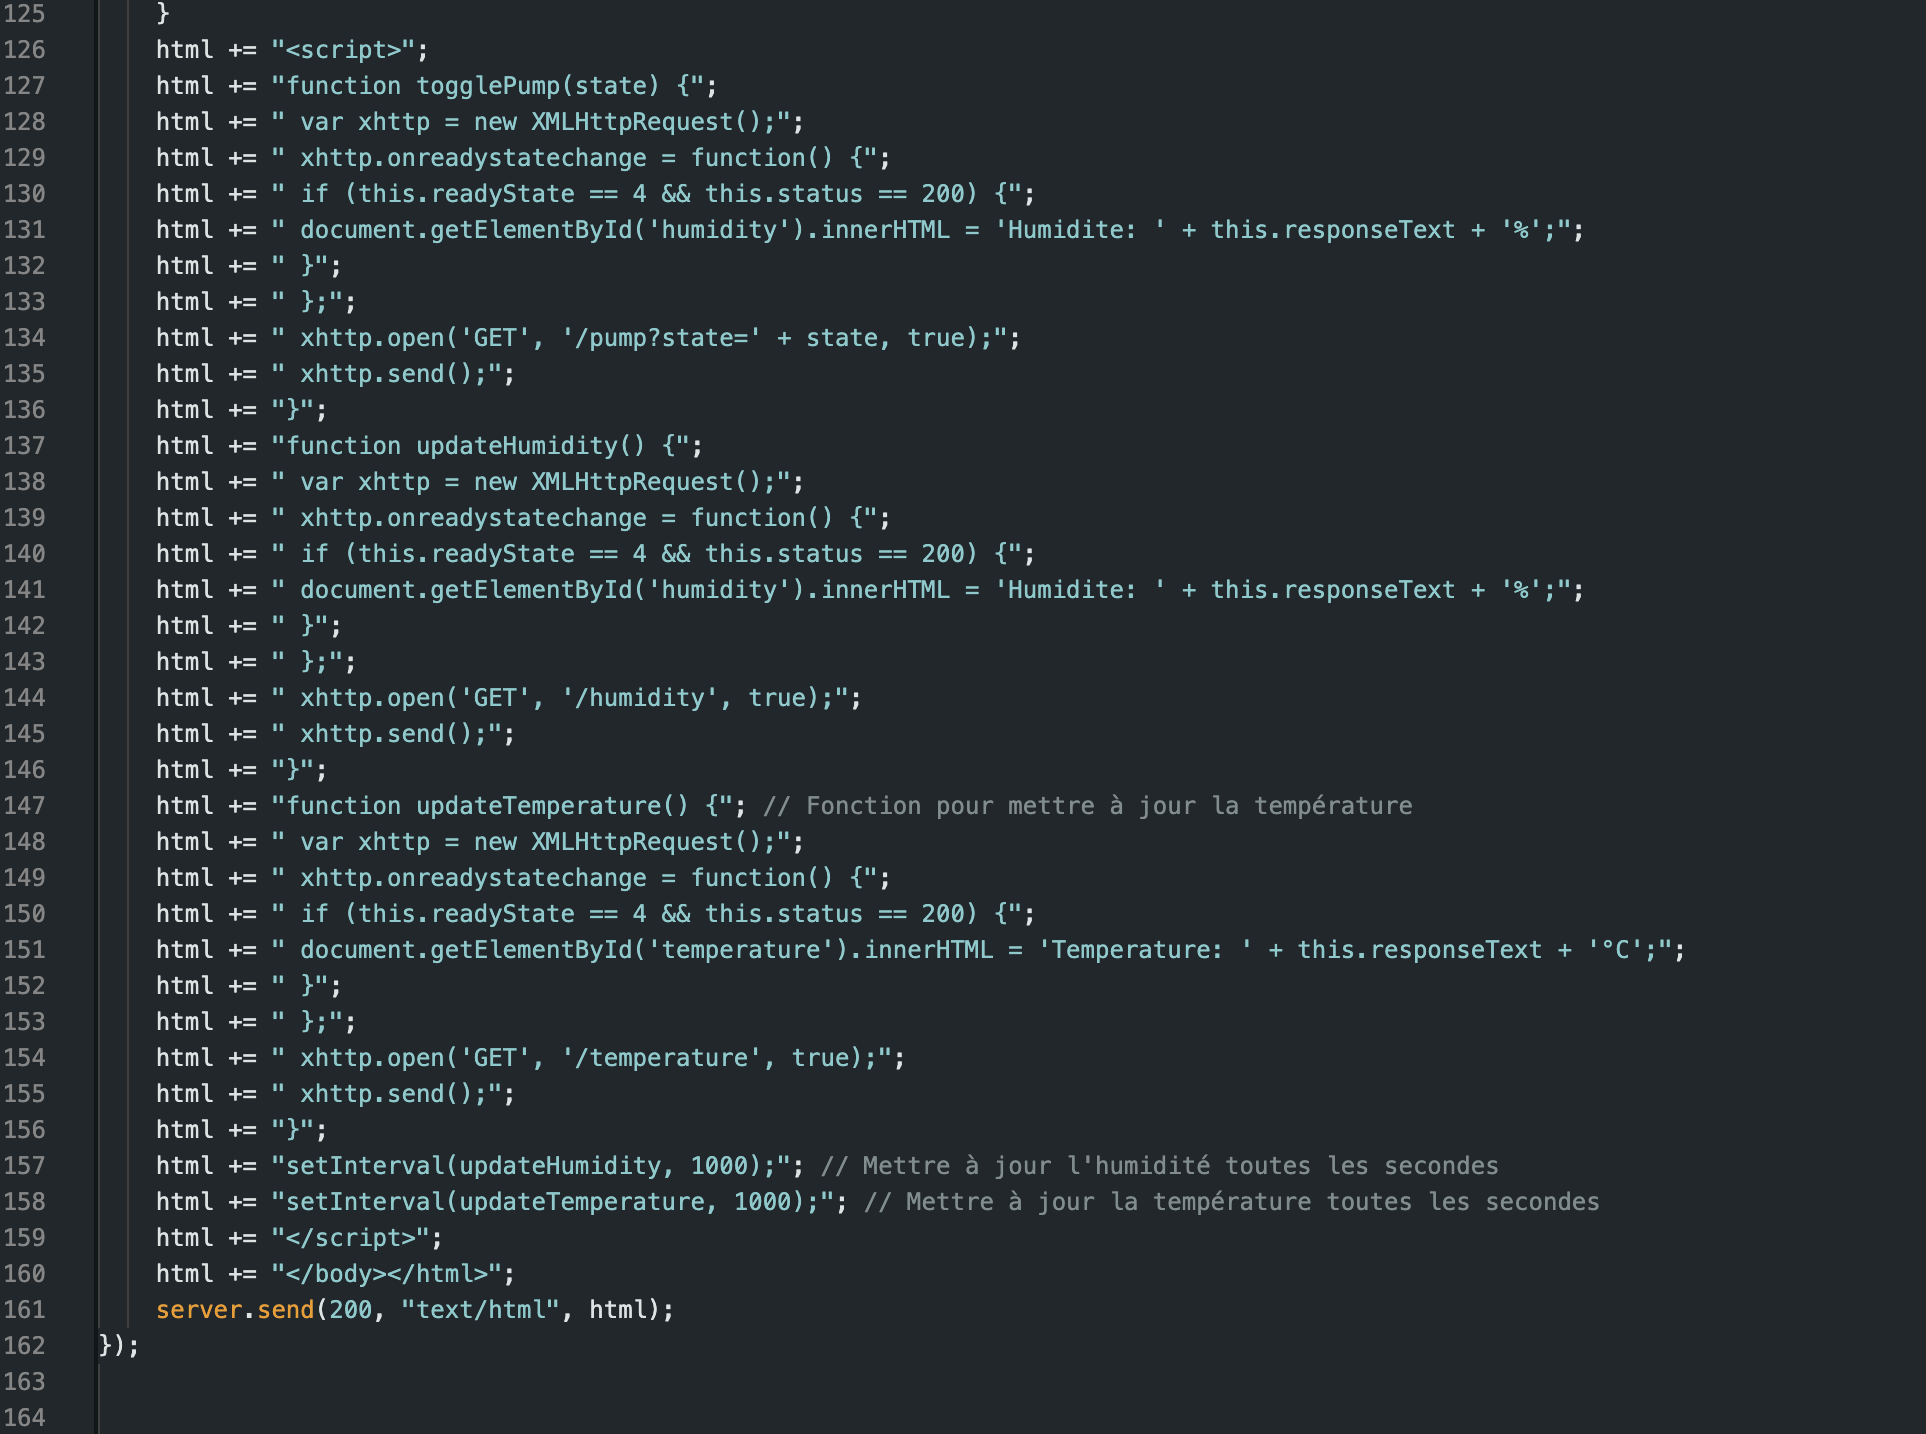 125 }
126 html += "<script>";
127 html += "function togglePump(state) {";
128 html += " var xhttp = new XMLHttpRequest();";
129 html += " xhttp.onreadystatechange = function() {";
130 html += " if (this.readyState == 4 && this.status == 200) {";
131 html += " document.getElementById('humidity').innerHTML = 'Humidite: ' + this.responseText + '%';";
132 html += " }";
133 html += " };";
134 html += " xhttp.open('GET', '/pump?state=' + state, true);";
135 html += " xhttp.send();";
136 html += "}";
137 html += "function updateHumidity() {";
138 html += " var xhttp = new XMLHttpRequest();";
139 html += " xhttp.onreadystatechange = function() {";
140 html += " if (this.readyState == 4 && this.status == 200) {";
141 html += " document.getElementById('humidity').innerHTML = 'Humidite: ' + this.responseText + '%';";
142 html += " }";
143 html += " };";
144 html += " xhttp.open('GET', '/humidity', true);";
145 html += " xhttp.send();";
146 html += "}";
147 html += "function updateTemperature() {"; // Fonction pour mettre à jour la température
148 html += " var xhttp = new XMLHttpRequest();";
149 html += " xhttp.onreadystatechange = function() {";
150 html += " if (this.readyState == 4 && this.status == 200) {";
151 html += " document.getElementById('temperature').innerHTML = 'Temperature: ' + this.responseText + '°C';";
152 html += " }";
153 html += " };";
154 html += " xhttp.open('GET', '/temperature', true);";
155 html += " xhttp.send();";
156 html += "}";
157 html += "setInterval(updateHumidity, 1000);"; // Mettre à jour l'humidité toutes les secondes
158 html += "setInterval(updateTemperature, 1000);"; // Mettre à jour la température toutes les secondes
159 html += "</script>";
160 html += "</body></html>";
161 server.send(200, "text/html", html);
162 });
163
164